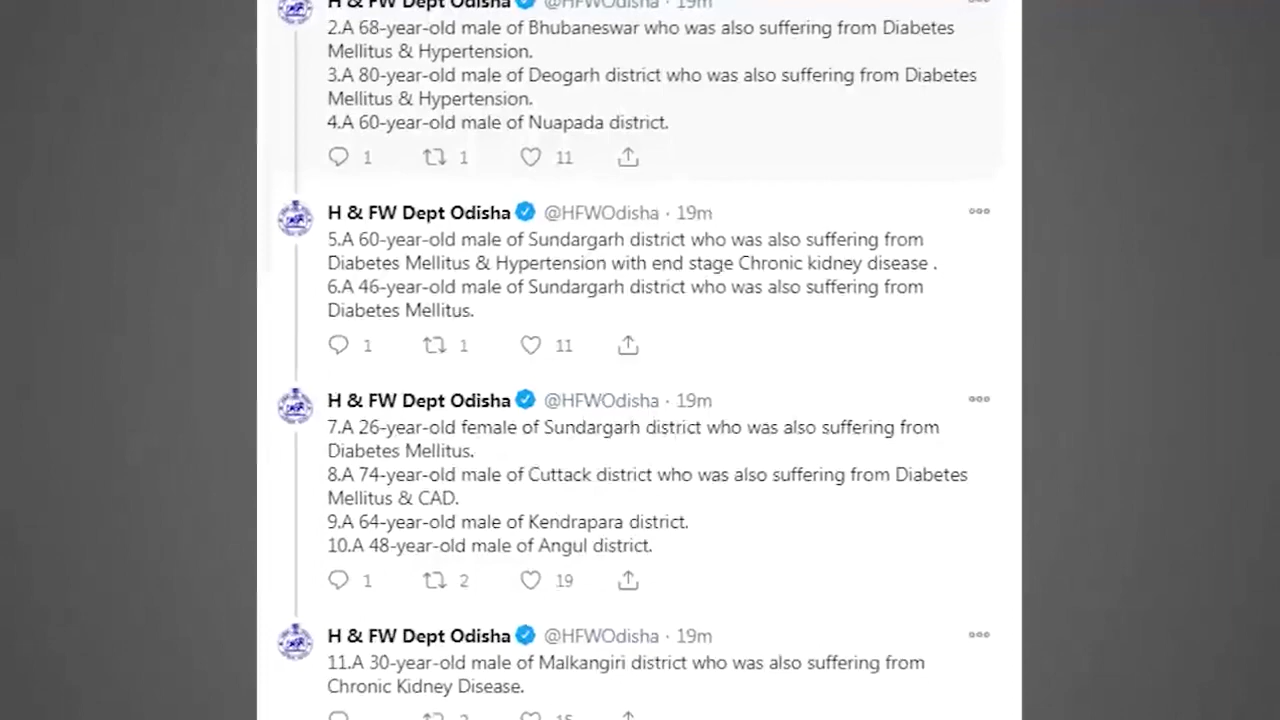 H & FW Dept Odisha @HFWOdisha · 19m
2.A 68-year-old male of Bhubaneswar who was also suffering from Diabetes
Mellitus & Hypertension.
3.A 80-year-old male of Deogarh district who was also suffering from Diabetes
Mellitus & Hypertension.
4.A 60-year-old male of Nuapada district.
1 1 11
H & FW Dept Odisha @HFWOdisha · 19m
5.A 60-year-old male of Sundargarh district who was also suffering from
Diabetes Mellitus & Hypertension with end stage Chronic kidney disease .
6.A 46-year-old male of Sundargarh district who was also suffering from
Diabetes Mellitus.
1 1 11
H & FW Dept Odisha @HFWOdisha · 19m
7.A 26-year-old female of Sundargarh district who was also suffering from
Diabetes Mellitus.
8.A 74-year-old male of Cuttack district who was also suffering from Diabetes
Mellitus & CAD.
9.A 64-year-old male of Kendrapara district.
10.A 48-year-old male of Angul district.
1 2 19
H & FW Dept Odisha @HFWOdisha · 19m
11.A 30-year-old male of Malkangiri district who was also suffering from
Chronic Kidney Disease.